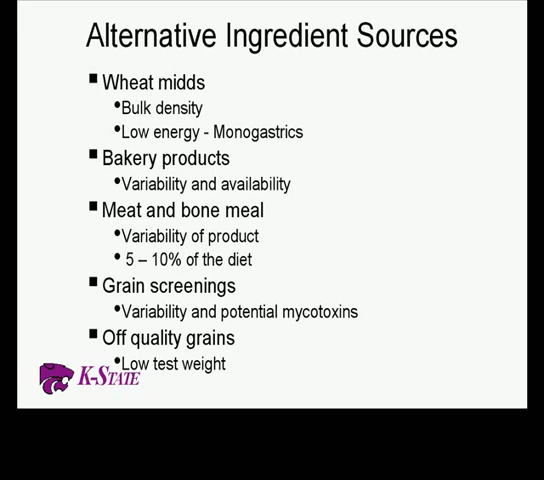 Alternative Ingredient Sources
▪ Wheat midds
•Bulk density
•Low energy - Monogastrics
▪ Bakery products
•Variability and availability
▪ Meat and bone meal
•Variability of product
• 5 – 10% of the diet
▪ Grain screenings
•Variability and potential mycotoxins
▪ Off quality grains
•Low test weight
K-STATE